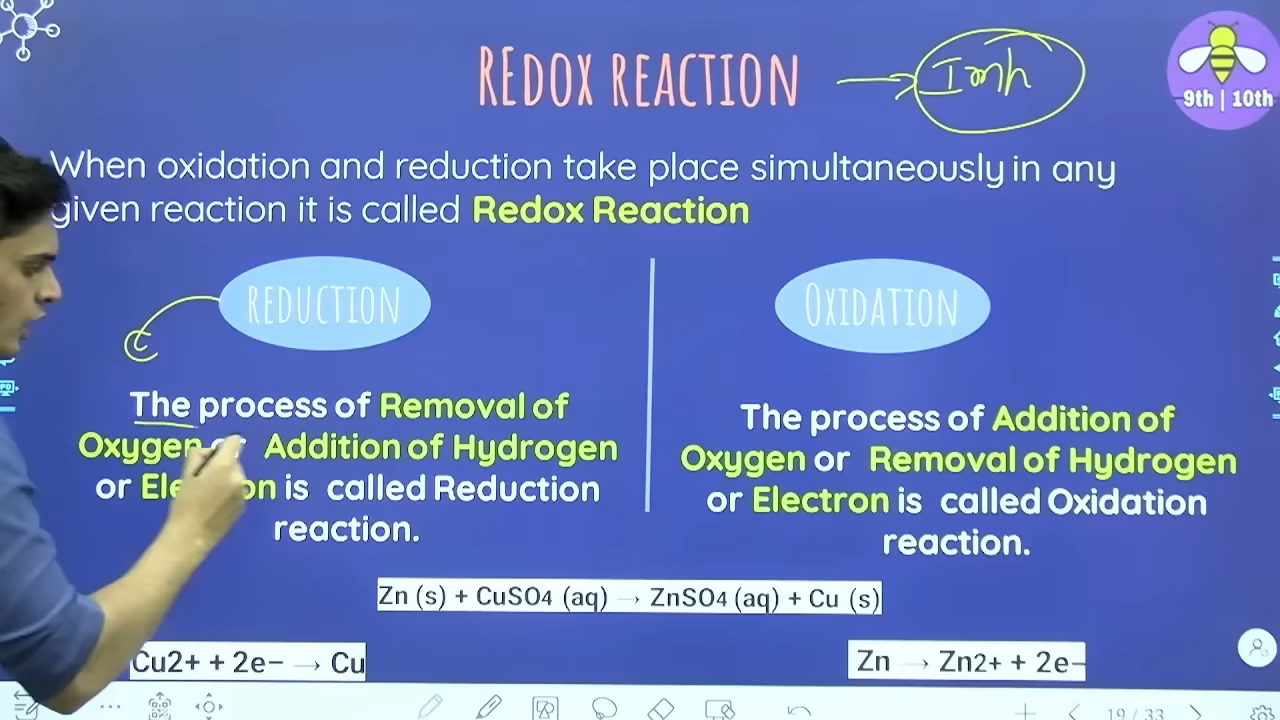 REDOX REACTION
9th | 10th
When oxidation and reduction take place simultaneously in any
given reaction it is called Redox Reaction
REDUCTION
OXIDATION
The process of Removal of
Oxygen Addition of Hydrogen
or is called Reduction
reaction.
The process of Addition of
Oxygen or Removal of Hydrogen
or Electron is called Oxidation
reaction.
Zn (s) + CuSO4 (aq) → ZnSO4 (aq) + Cu (s)
Cu2+ + 2e− → Cu
Zn → Zn2+ + 2e−
19 / 33